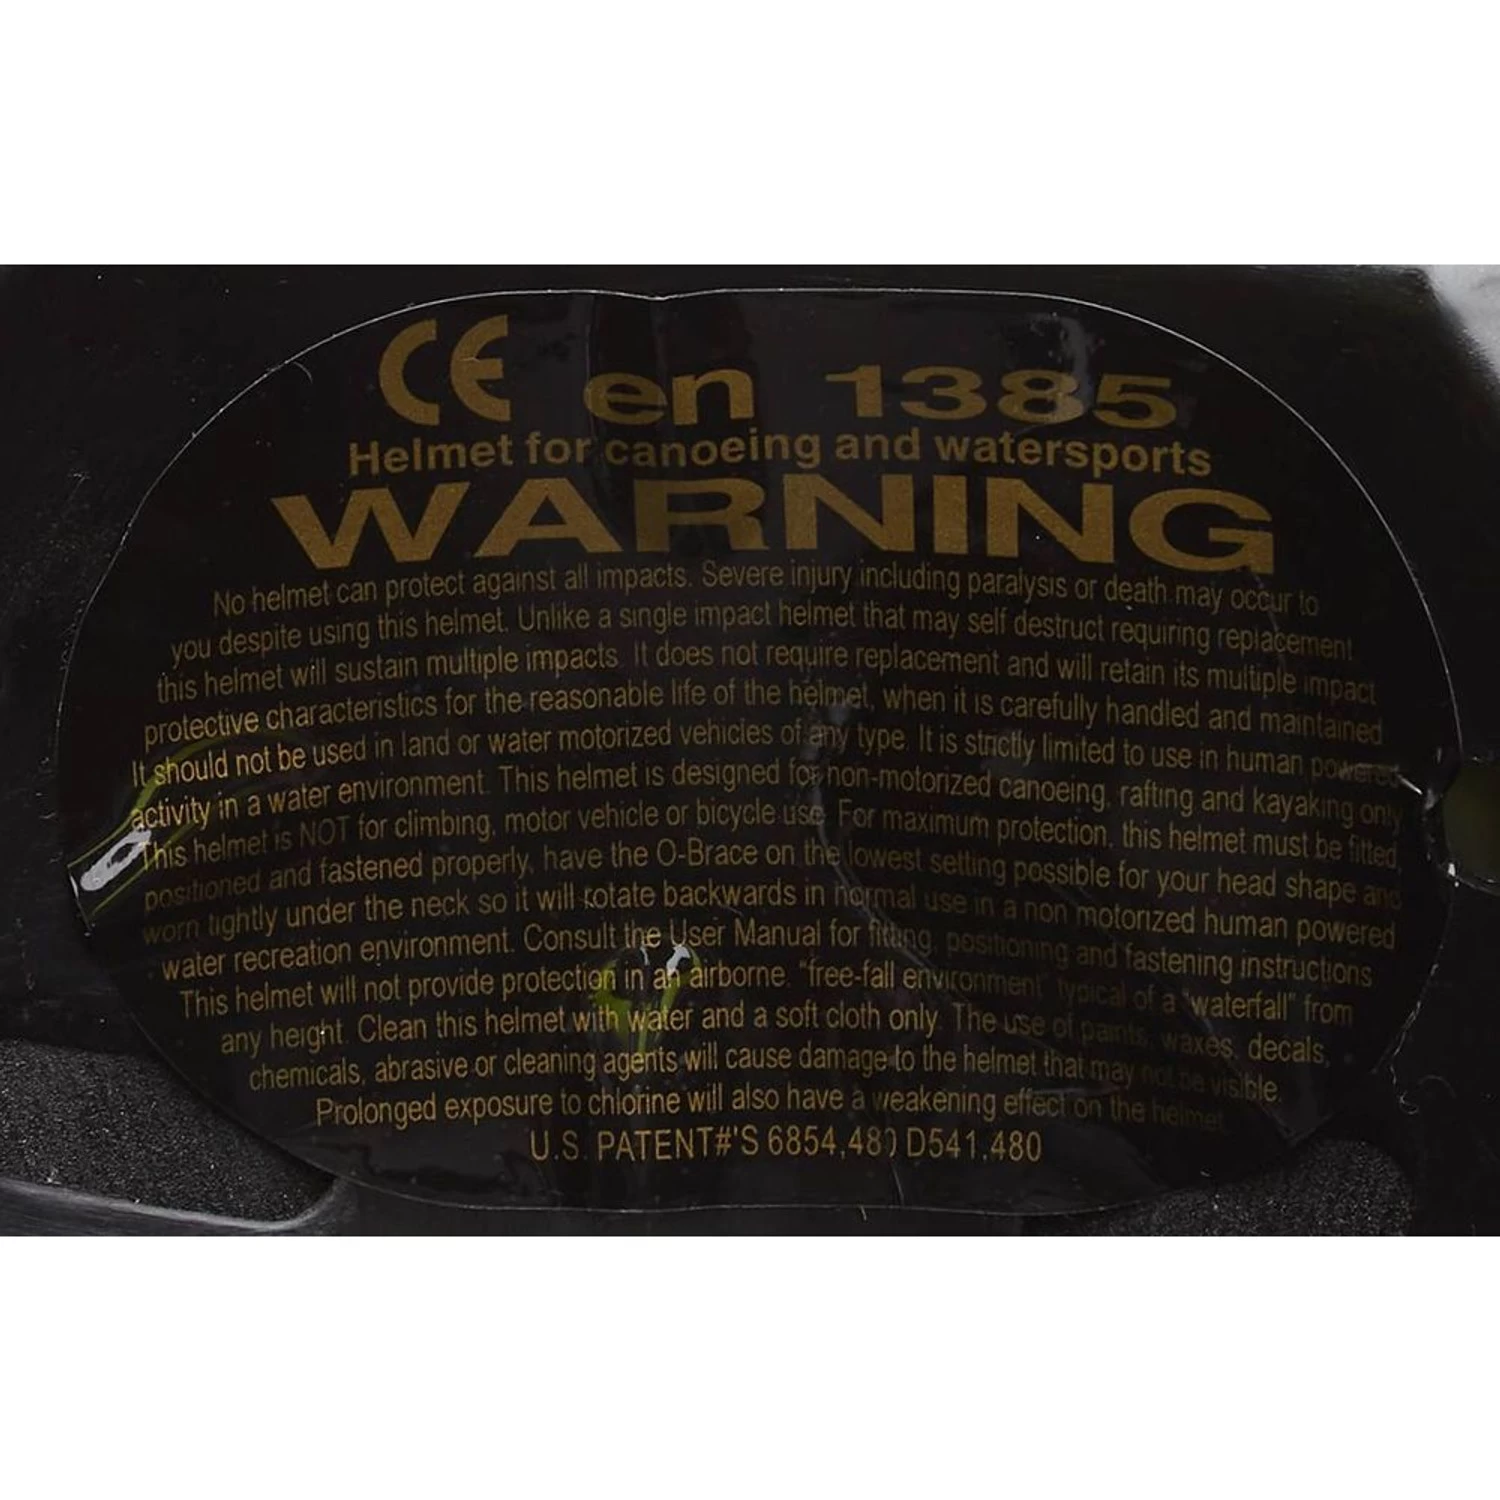 CE en 1385
Helmet for canoeing and watersports
WARNING
No helmet can protect against all impacts. Severe injury including paralysis or death may occur to
you despite using this helmet. Unlike a single impact helmet that may self destruct requiring replacement
this helmet will sustain multiple impacts. It does not require replacement and will retain its multiple impact
protective characteristics for the reasonable life of the helmet, when it is carefully handled and maintained
It should not be used in land or water motorized vehicles of any type. It is strictly limited to use in human powered
activity in a water environment. This helmet is designed for non-motorized canoeing, rafting and kayaking only
This helmet is NOT for climbing, motor vehicle or bicycle use. For maximum protection, this helmet must be fitted,
positioned and fastened properly, have the O-Brace on the lowest setting possible for your head shape and
worn tightly under the neck so it will rotate backwards in normal use in a non motorized human powered
water recreation environment. Consult the User Manual for fitting, positioning and fastening instructions
This helmet will not provide protection in an airborne. "free-fall environment" typical of a "waterfall" from
any height. Clean this helmet with water and a soft cloth only. The use of paints, waxes, decals,
chemicals, abrasive or cleaning agents will cause damage to the helmet that may not be visible.
Prolonged exposure to chlorine will also have a weakening effect on the helmet
U.S. PATENT#'S 6854,480 D541,480